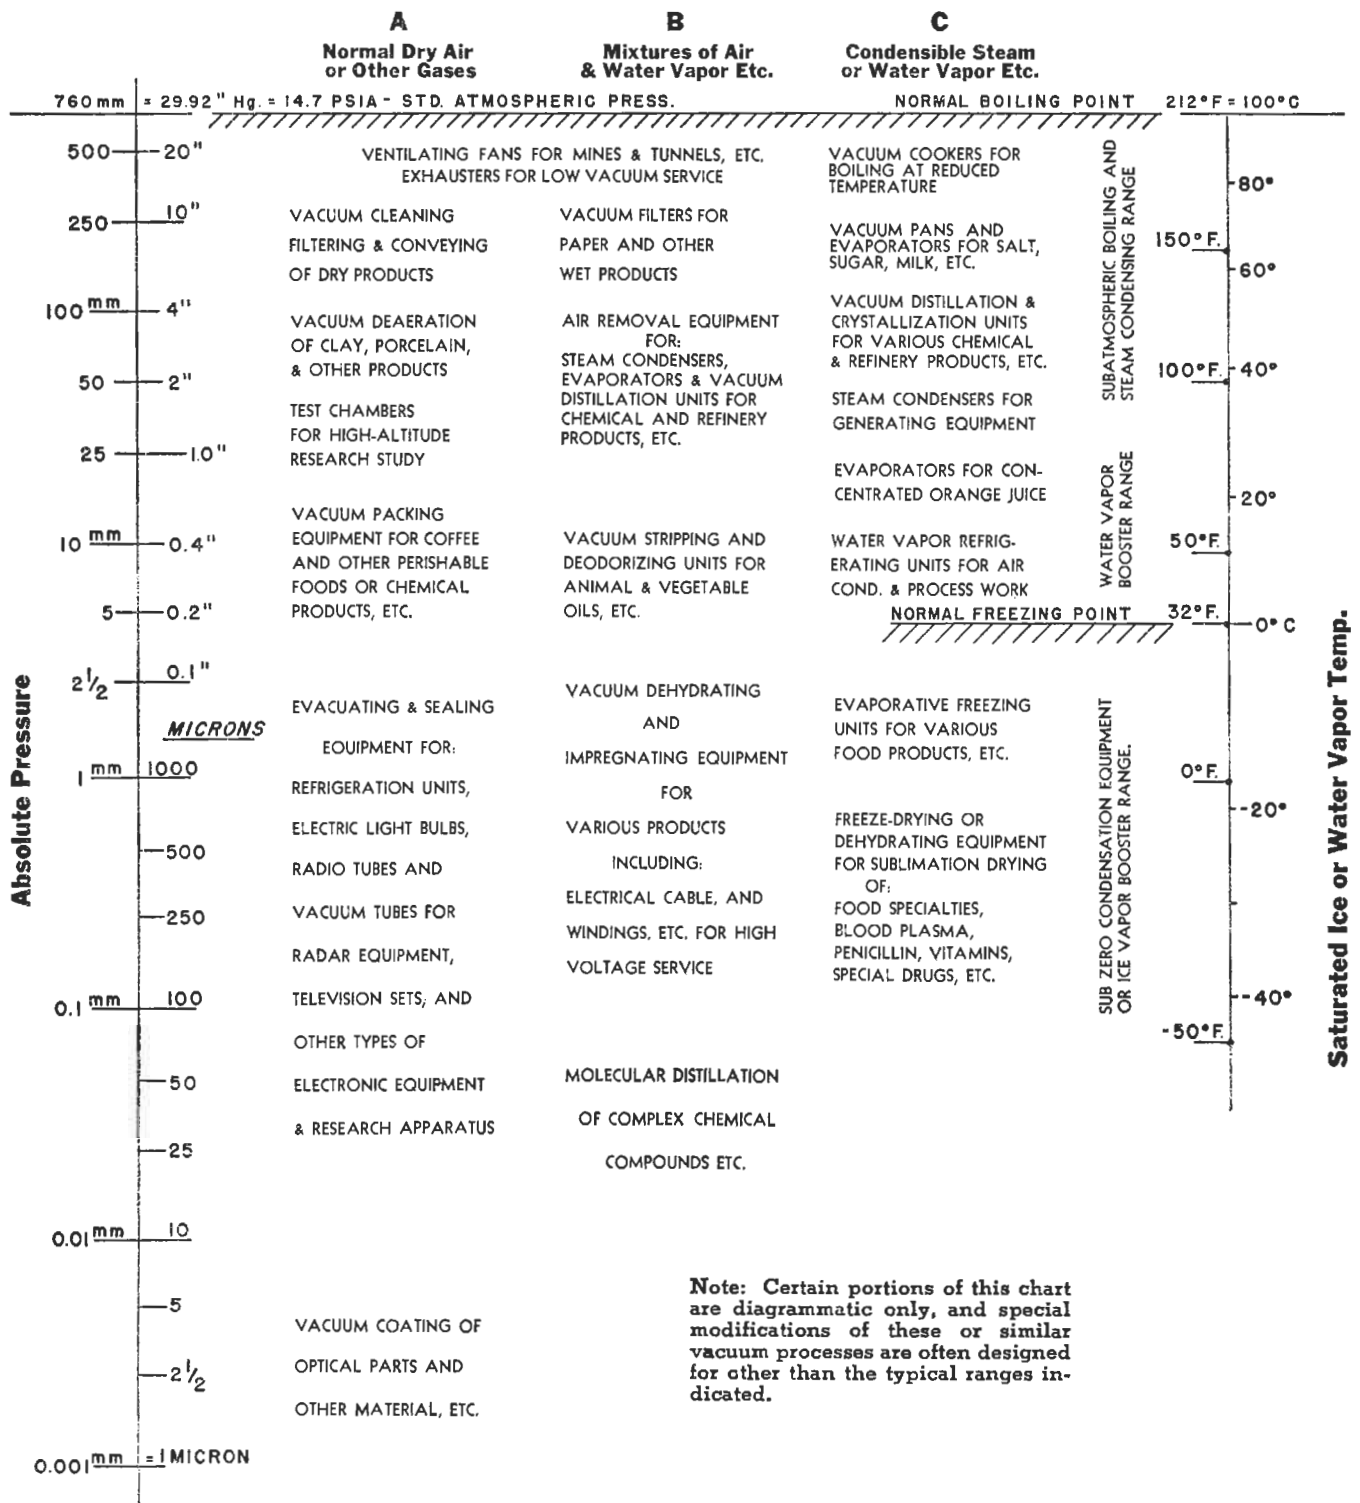 A
Normal Dry Air
or Other Gases
B
Mixtures of Air
& Water Vapor Etc.
C
Condensible Steam
or Water Vapor Etc.
760 mm = 29.92" Hg. = 14.7 PSIA - STD. ATMOSPHERIC PRESS.
NORMAL BOILING POINT 212°F = 100°C
Absolute Pressure
500 20"
250 10"
100 mm 4"
50 2"
25 1.0"
10 mm 0.4"
5 0.2"
2 1/2 0.1"
MICRONS
1 mm 1000
500
250
0.1 mm 100
50
25
0.01 mm 10
5
2 1/2
0.001 mm = 1 MICRON
VENTILATING FANS FOR MINES & TUNNELS, ETC.
EXHAUSTERS FOR LOW VACUUM SERVICE
VACUUM CLEANING
FILTERING & CONVEYING
OF DRY PRODUCTS
VACUUM DEAERATION
OF CLAY, PORCELAIN,
& OTHER PRODUCTS
TEST CHAMBERS
FOR HIGH-ALTITUDE
RESEARCH STUDY
VACUUM PACKING
EQUIPMENT FOR COFFEE
AND OTHER PERISHABLE
FOODS OR CHEMICAL
PRODUCTS, ETC.
EVACUATING & SEALING
EQUIPMENT FOR:
REFRIGERATION UNITS,
ELECTRIC LIGHT BULBS,
RADIO TUBES AND
VACUUM TUBES FOR
RADAR EQUIPMENT,
TELEVISION SETS, AND
OTHER TYPES OF
ELECTRONIC EQUIPMENT
& RESEARCH APPARATUS
VACUUM COATING OF
OPTICAL PARTS AND
OTHER MATERIAL, ETC.
VACUUM FILTERS FOR
PAPER AND OTHER
WET PRODUCTS
AIR REMOVAL EQUIPMENT
FOR:
STEAM CONDENSERS,
EVAPORATORS & VACUUM
DISTILLATION UNITS FOR
CHEMICAL AND REFINERY
PRODUCTS, ETC.
VACUUM STRIPPING AND
DEODORIZING UNITS FOR
ANIMAL & VEGETABLE
OILS, ETC.
VACUUM DEHYDRATING
AND
IMPREGNATING EQUIPMENT
FOR
VARIOUS PRODUCTS
INCLUDING:
ELECTRICAL CABLE, AND
WINDINGS, ETC. FOR HIGH
VOLTAGE SERVICE
MOLECULAR DISTILLATION
OF COMPLEX CHEMICAL
COMPOUNDS ETC.
VACUUM COOKERS FOR
BOILING AT REDUCED
TEMPERATURE
VACUUM PANS AND
EVAPORATORS FOR SALT,
SUGAR, MILK, ETC.
VACUUM DISTILLATION &
CRYSTALLIZATION UNITS
FOR VARIOUS CHEMICAL
& REFINERY PRODUCTS, ETC.
STEAM CONDENSERS FOR
GENERATING EQUIPMENT
EVAPORATORS FOR CON-
CENTRATED ORANGE JUICE
WATER VAPOR REFRIG-
ERATING UNITS FOR AIR
COND. & PROCESS WORK
NORMAL FREEZING POINT 32°F. 0°C
EVAPORATIVE FREEZING
UNITS FOR VARIOUS
FOOD PRODUCTS, ETC.
FREEZE-DRYING OR
DEHYDRATING EQUIPMENT
FOR SUBLIMATION DRYING
OF:
FOOD SPECIALTIES,
BLOOD PLASMA,
PENICILLIN, VITAMINS,
SPECIAL DRUGS, ETC.
SUBATMOSPHERIC BOILING AND
STEAM CONDENSING RANGE
WATER VAPOR
BOOSTER RANGE
SUB ZERO CONDENSATION EQUIPMENT
OR ICE VAPOR BOOSTER RANGE.
80°
150°F.
60°
100°F. 40°
20°
50°F.
0°F.
-20°
-40°
-50°F.
Saturated Ice or Water Vapor Temp.
Note: Certain portions of this chart
are diagrammatic only, and special
modifications of these or similar
vacuum processes are often designed
for other than the typical ranges in-
dicated.